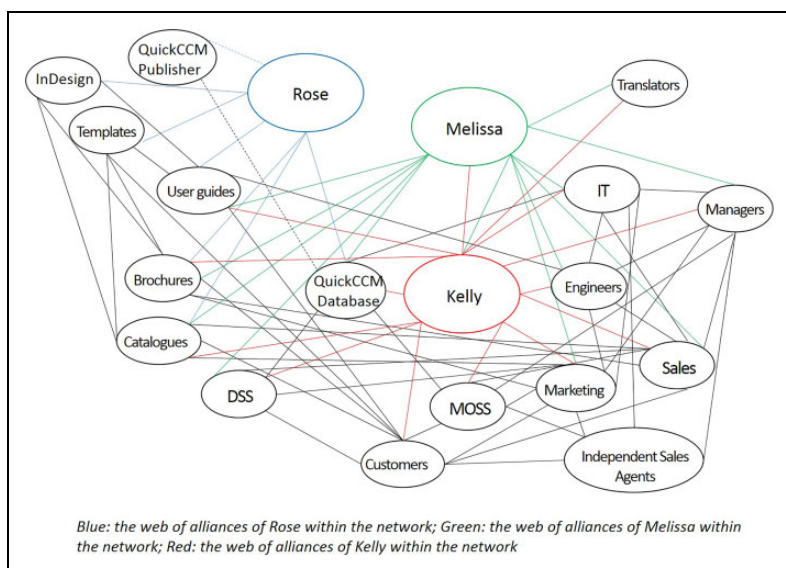 QuickCCM
Publisher
InDesign
Rose
Translators
Templates
Melissa
User guides
IT
Managers
Brochures
QuickCCM
Database
Kelly
Engineers
Catalogues
Sales
DSS
MOSS
Marketing
Customers
Independent Sales
Agents
Blue: the web of alliances of Rose within the network; Green: the web of alliances of Melissa within
the network; Red: the web of alliances of Kelly within the network